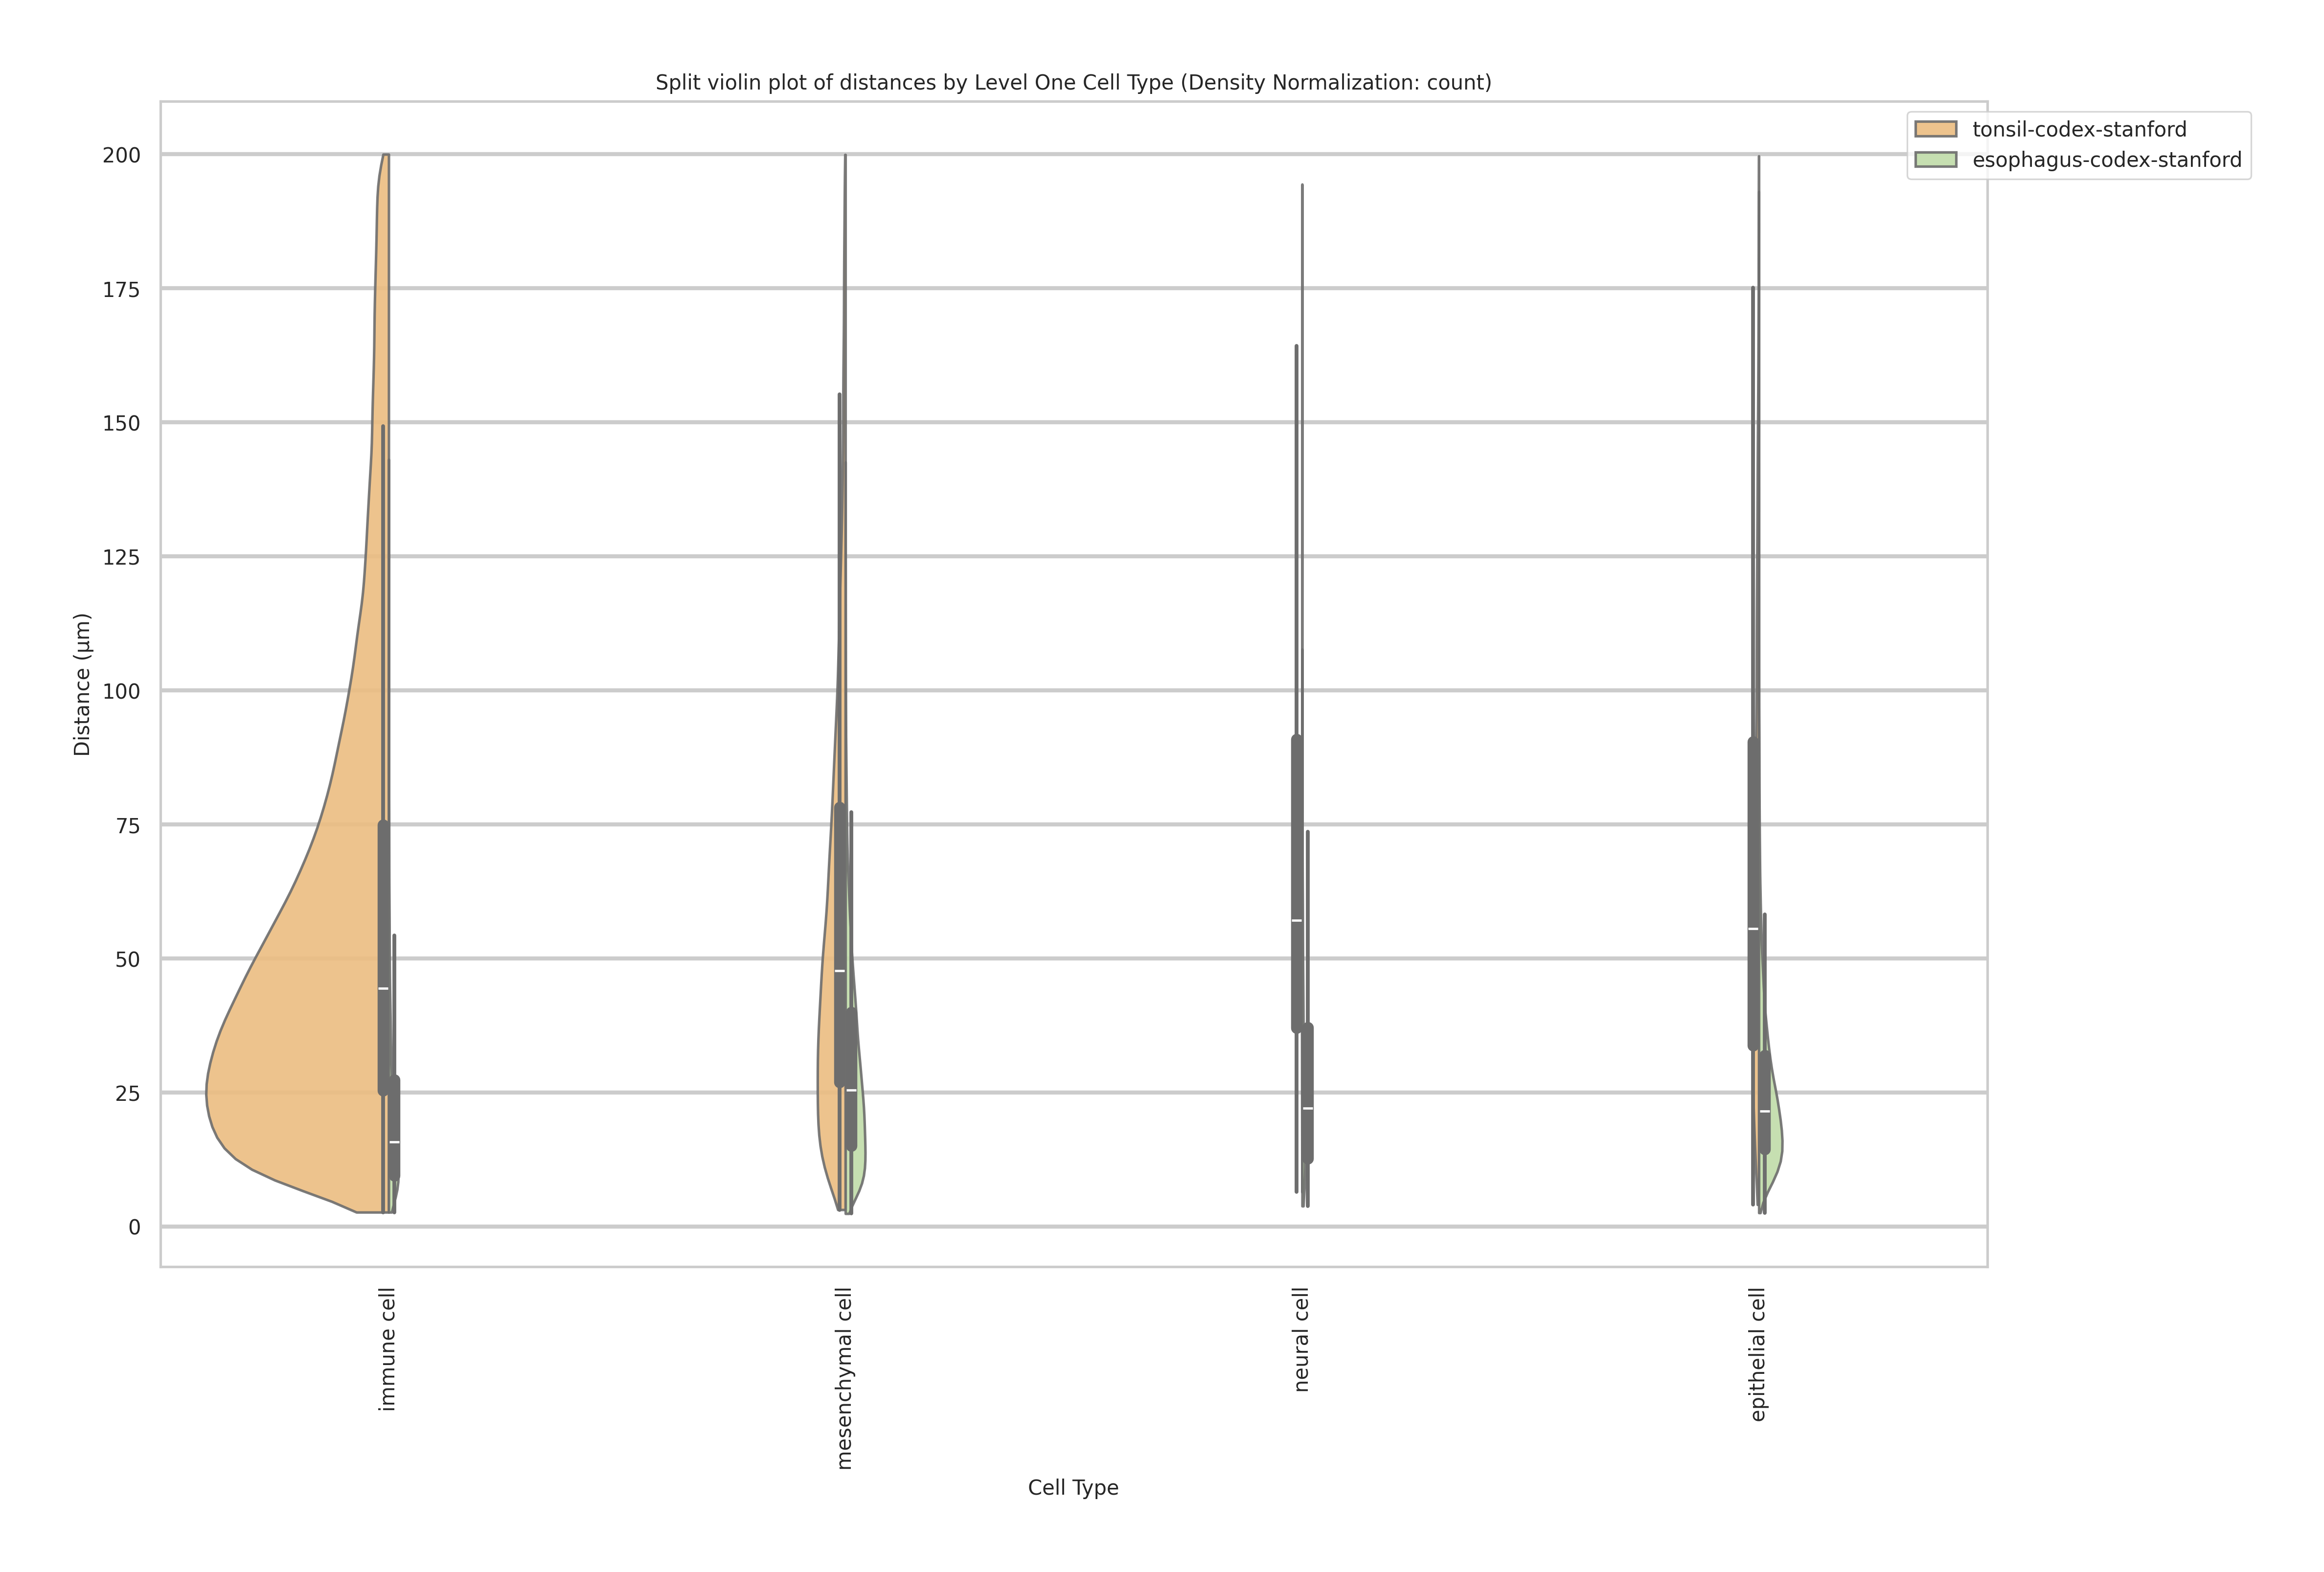 Split violin plot of distances by Level One Cell Type (Density Normalization: count)
tonsil-codex-stanford
esophagus-codex-stanford
200
175
150
125
100
75
50
25
0
Distance (μm)
immune cell
mesenchymal cell
neural cell
epithelial cell
Cell Type